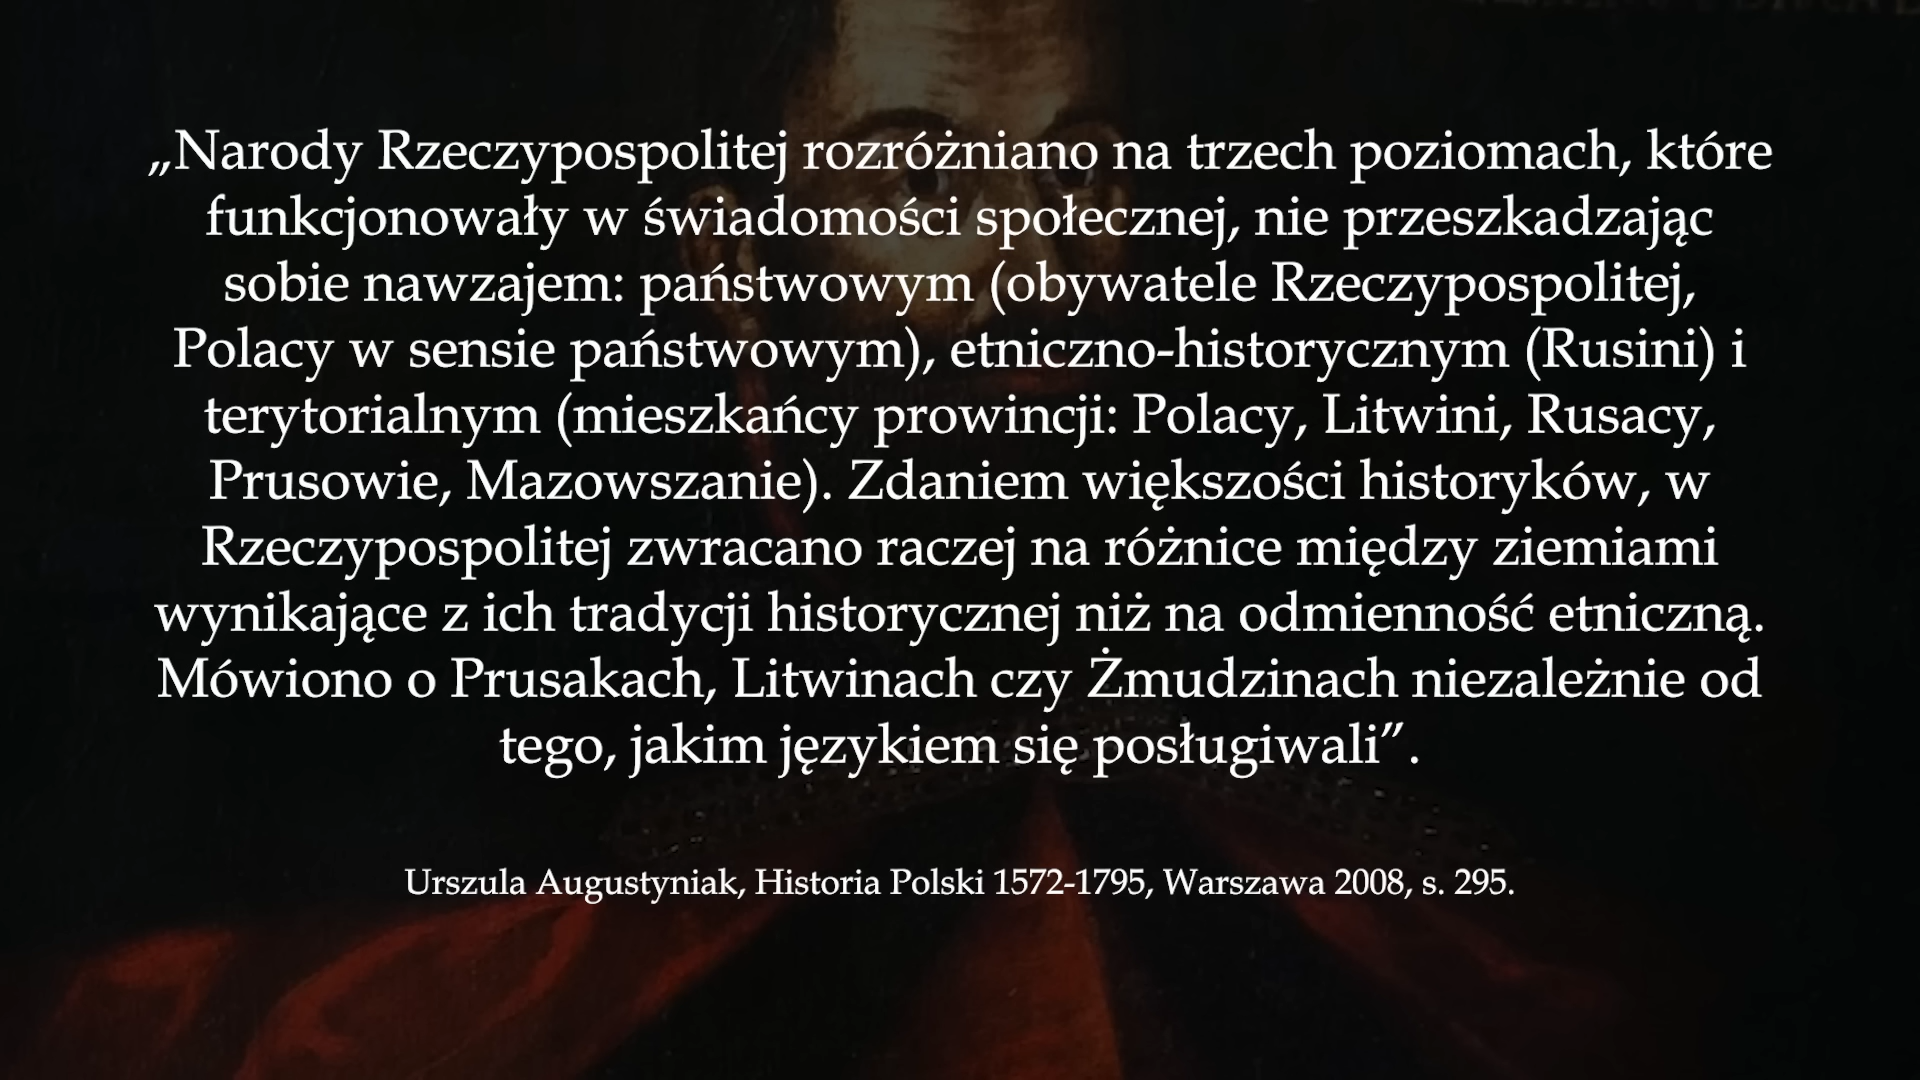 „Narody Rzeczypospolitej rozróżniano na trzech poziomach, które
funkcjonowały w świadomości społecznej, nie przeszkadzając
sobie nawzajem: państwowym (obywatele Rzeczypospolitej,
Polacy w sensie państwowym), etniczno-historycznym (Rusini) i
terytorialnym (mieszkańcy prowincji: Polacy, Litwini, Rusacy,
Prusowie, Mazowszanie). Zdaniem większości historyków, w
Rzeczypospolitej zwracano raczej na różnice między ziemiami
wynikające z ich tradycji historycznej niż na odmienność etniczną.
Mówiono o Prusakach, Litwinach czy Żmudzinach niezależnie od
tego, jakim językiem się posługiwali”.
Urszula Augustyniak, Historia Polski 1572-1795, Warszawa 2008, s. 295.